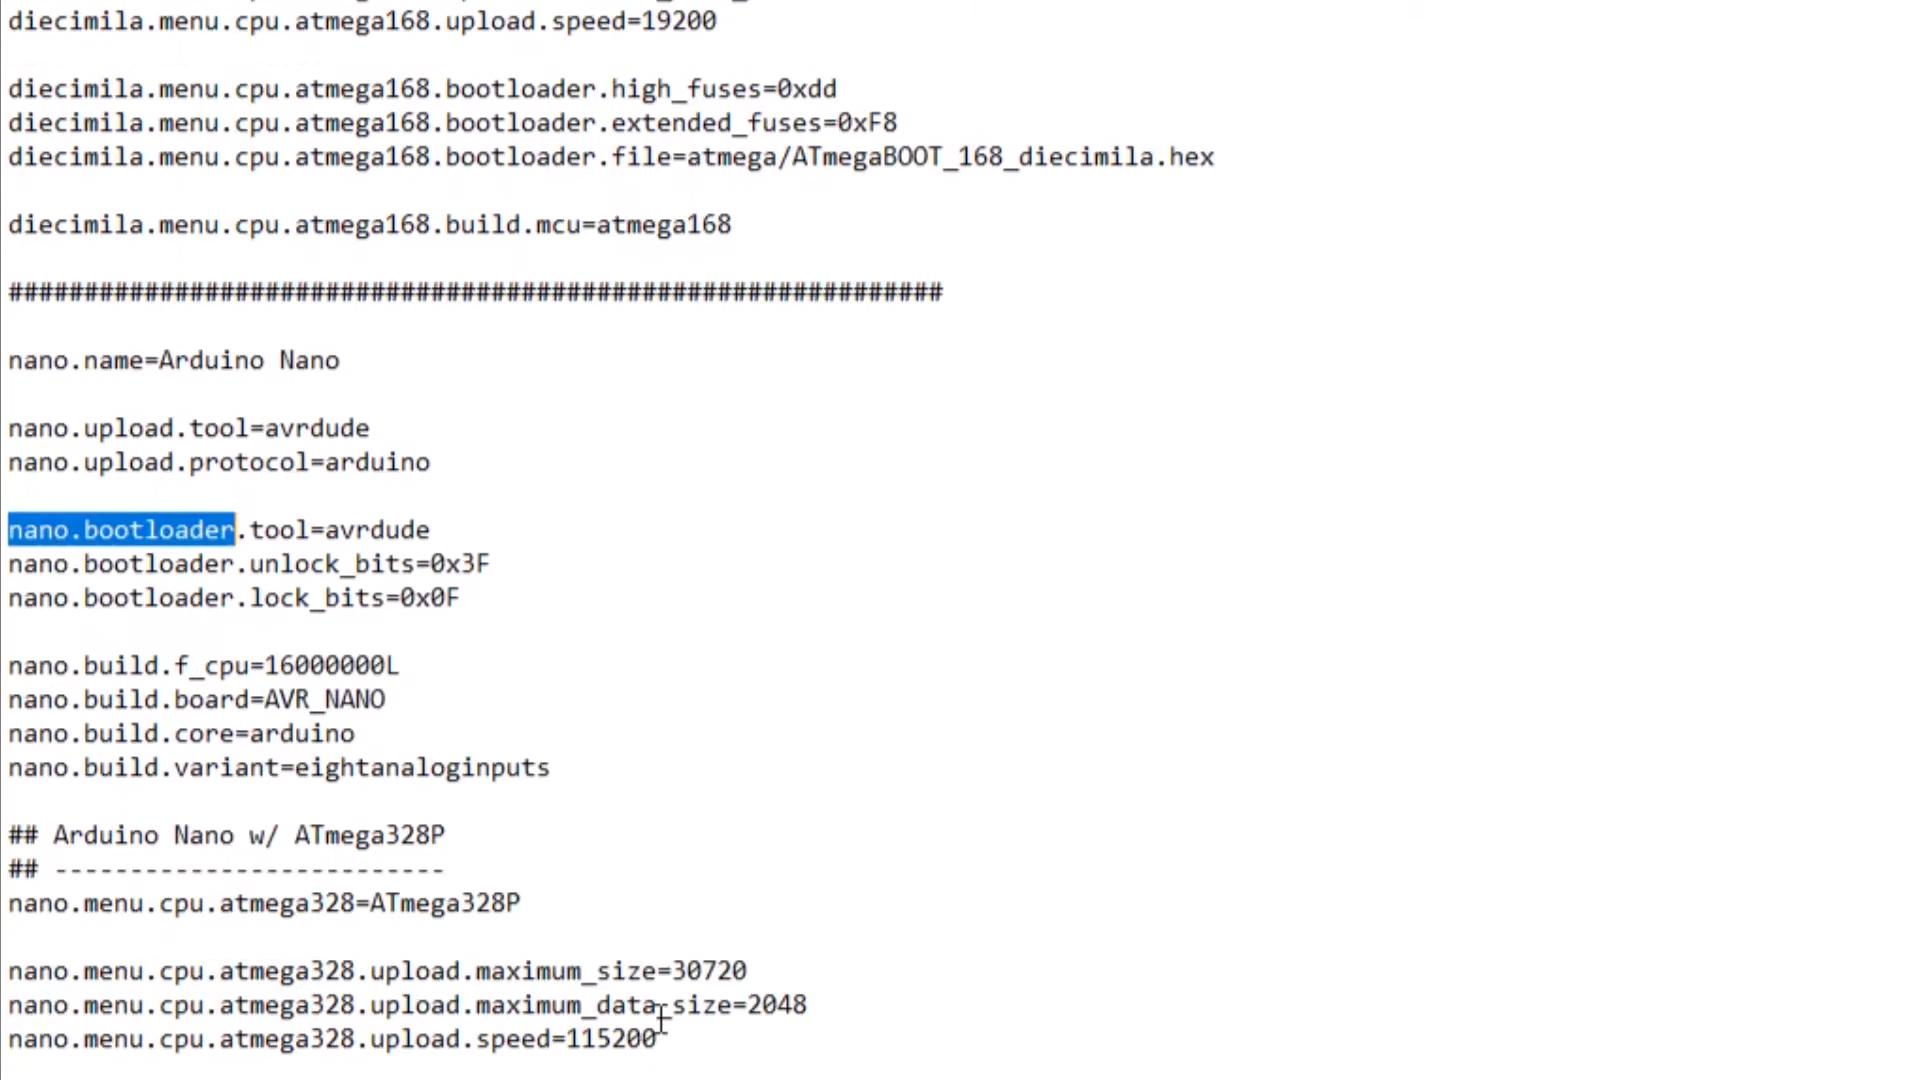 diecimila.menu.cpu.atmega168.upload.speed=19200
diecimila.menu.cpu.atmega168.bootloader.high_fuses=0xdd
diecimila.menu.cpu.atmega168.bootloader.extended_fuses=0xF8
diecimila.menu.cpu.atmega168.bootloader.file=atmega/ATmegaBOOT_168_diecimila.hex
diecimila.menu.cpu.atmega168.build.mcu=atmega168
##############################################################
nano.name=Arduino Nano
nano.upload.tool=avrdude
nano.upload.protocol=arduino
nano.bootloader.tool=avrdude
nano.bootloader.unlock_bits=0x3F
nano.bootloader.lock_bits=0x0F
nano.build.f_cpu=16000000L
nano.build.board=AVR_NANO
nano.build.core=arduino
nano.build.variant=eightanaloginputs
## Arduino Nano w/ ATmega328P
## --------------------------
nano.menu.cpu.atmega328=ATmega328P
nano.menu.cpu.atmega328.upload.maximum_size=30720
nano.menu.cpu.atmega328.upload.maximum_data_size=2048
nano.menu.cpu.atmega328.upload.speed=115200